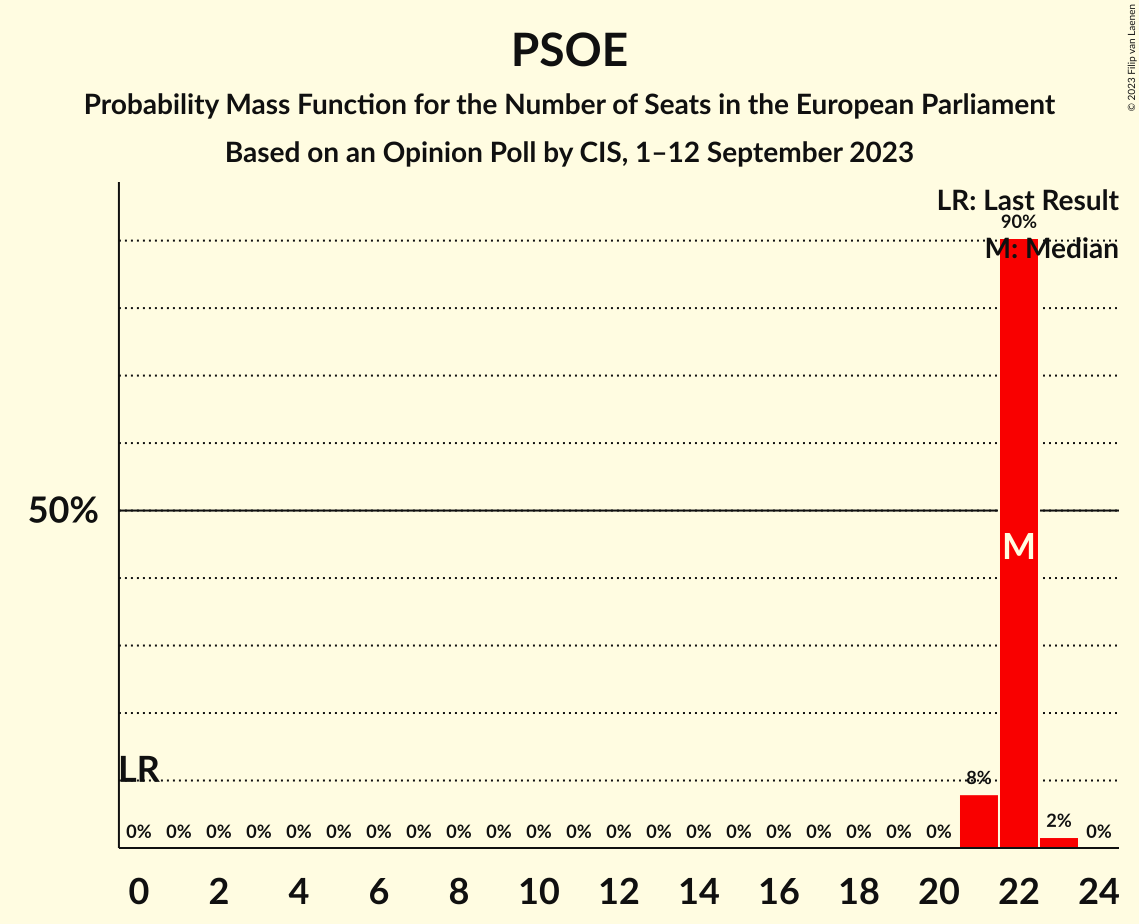 PSOE
Probability Mass Function for the Number of Seats in the European Parliament
Based on an Opinion Poll by CIS, 1–12 September 2023
© 2023 Filip van Laenen
LR: Last Result
90%
M: Median
50%
M
LR
8%
2%
0% 0% 0% 0% 0% 0% 0% 0% 0% 0% 0% 0% 0% 0% 0% 0% 0% 0% 0% 0% 0% 0%
0 2 4 6 8 10 12 14 16 18 20 22 24